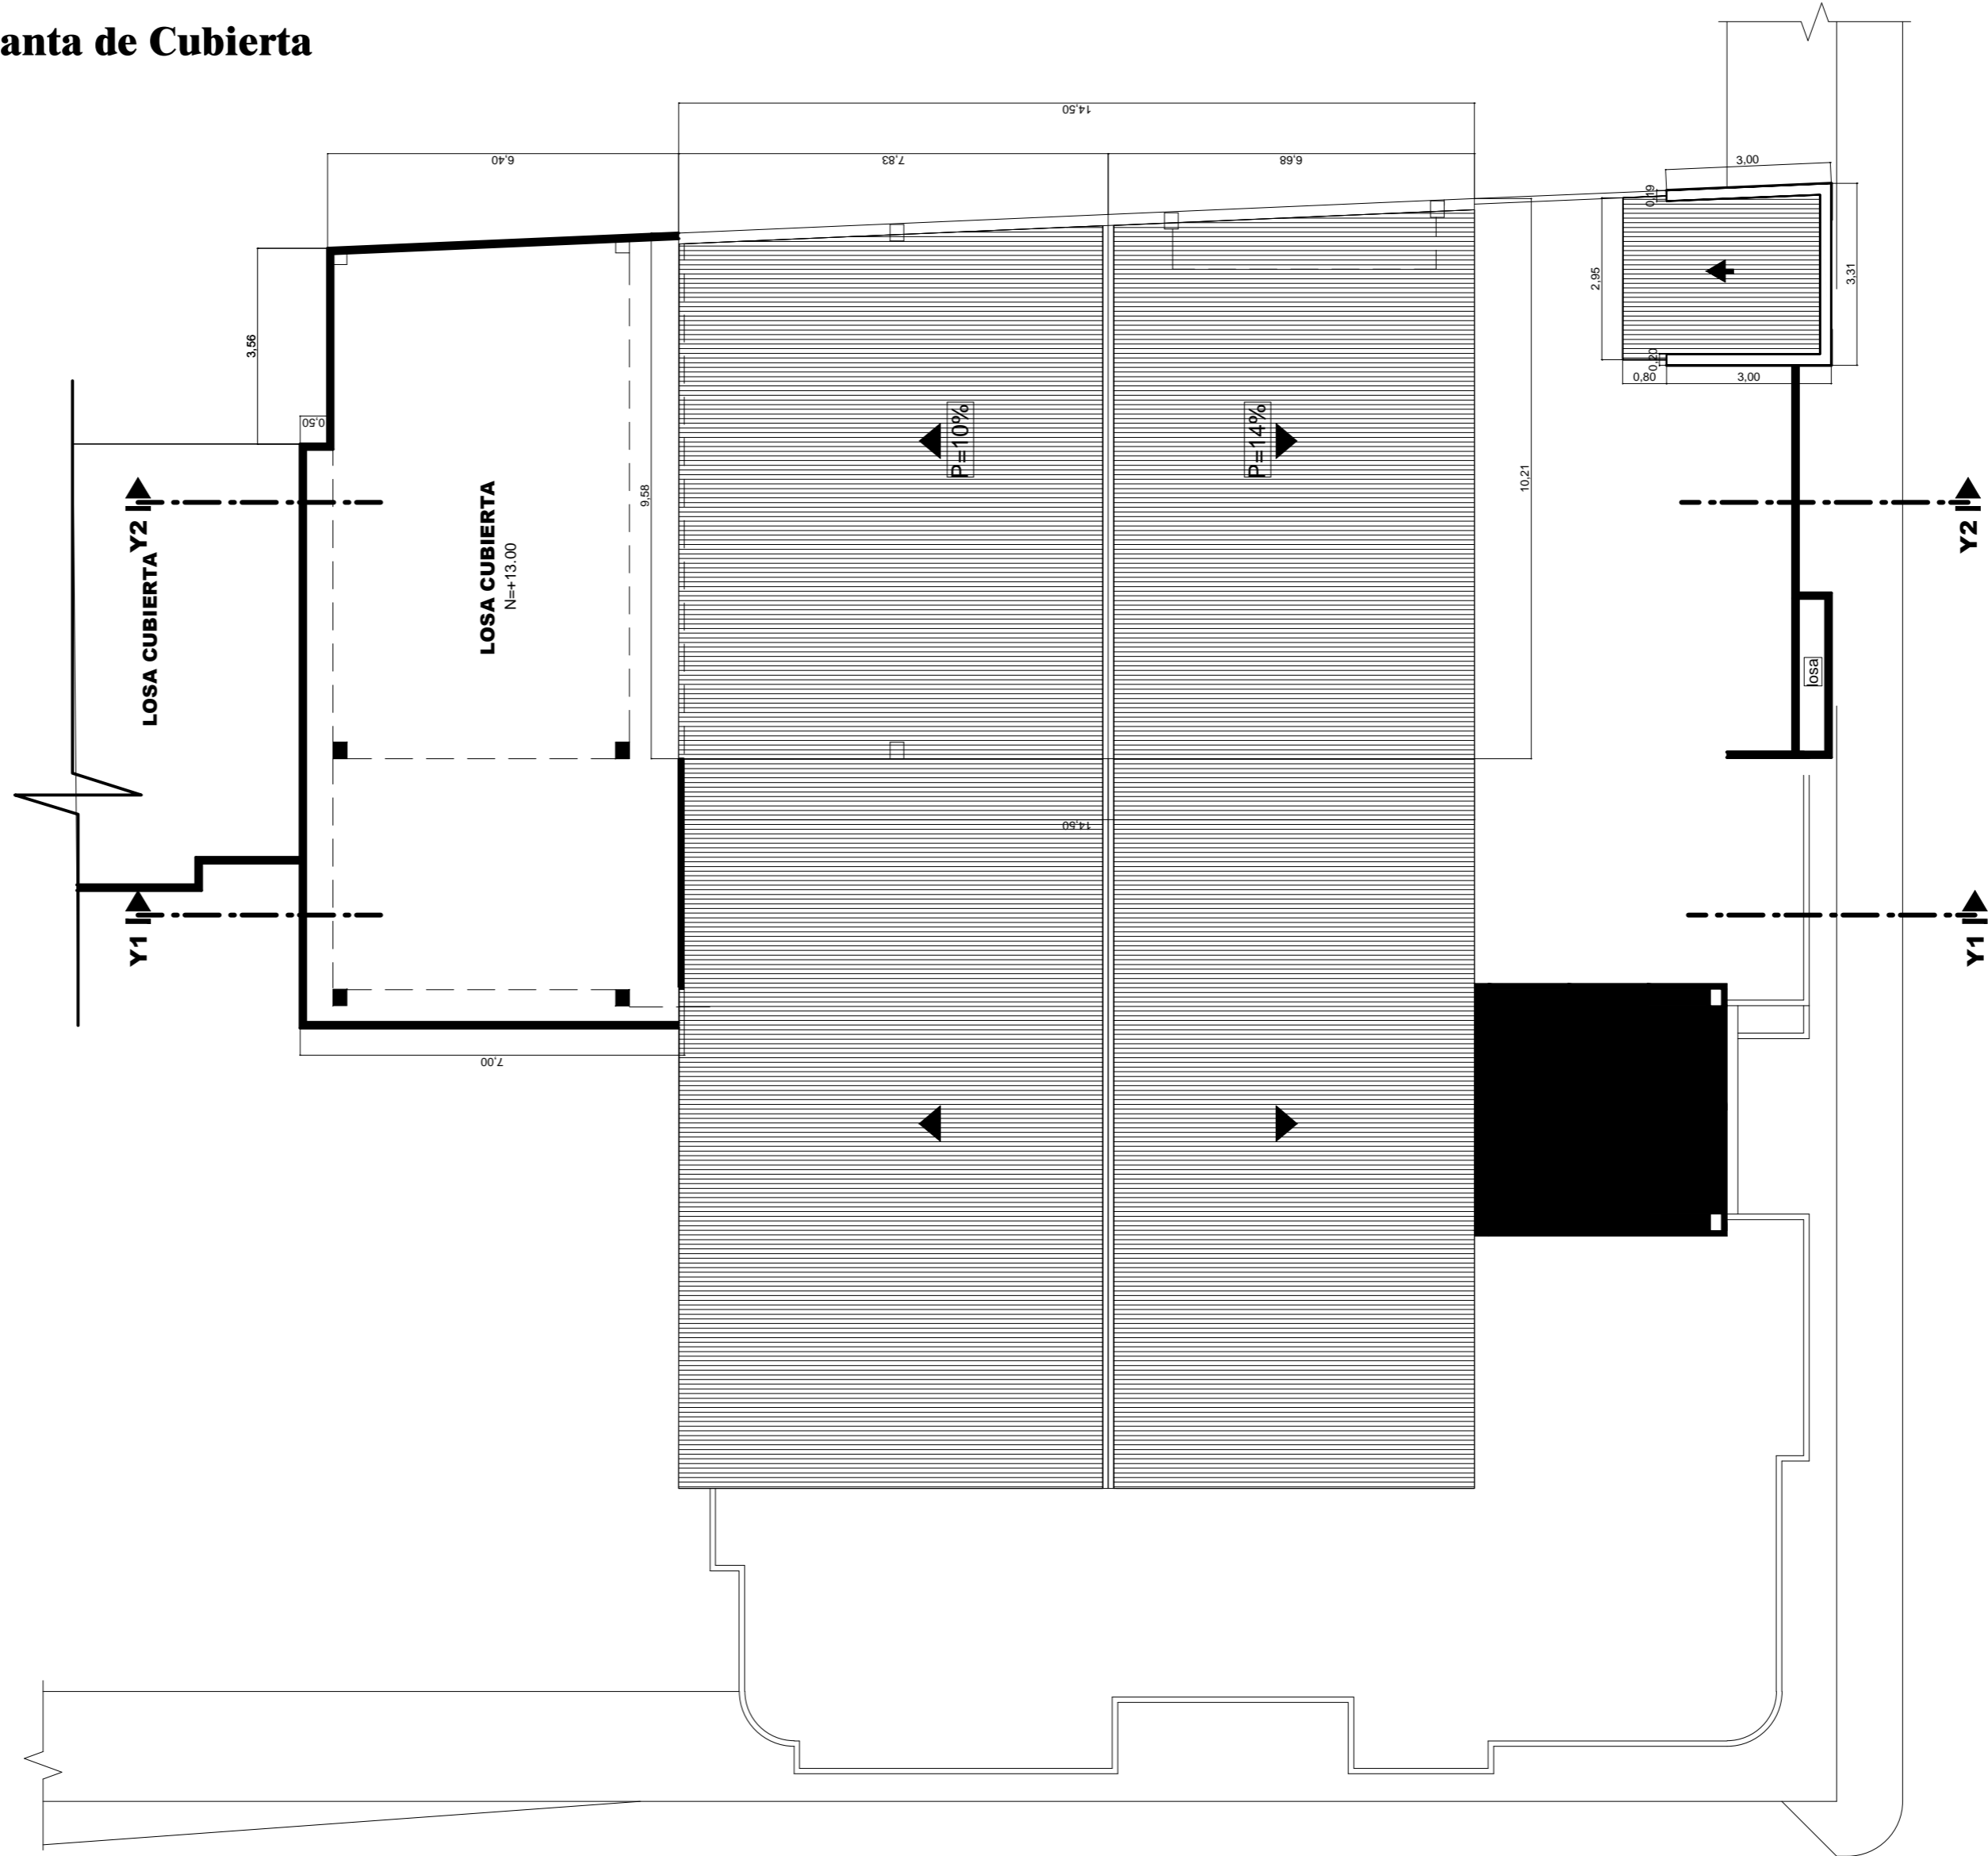 anta de Cubierta
14,50
6,40
7,83
6,68
3,00
0,19
3,56
2,95
3,31
0,20
0,80
3,00
0,50
P=10%
P=14%
9,58
10,21
Y2
LOSA CUBIERTA
LOSA CUBIERTA
N=+13.00
Y2
losa
14,50
Y1
Y1
7,00